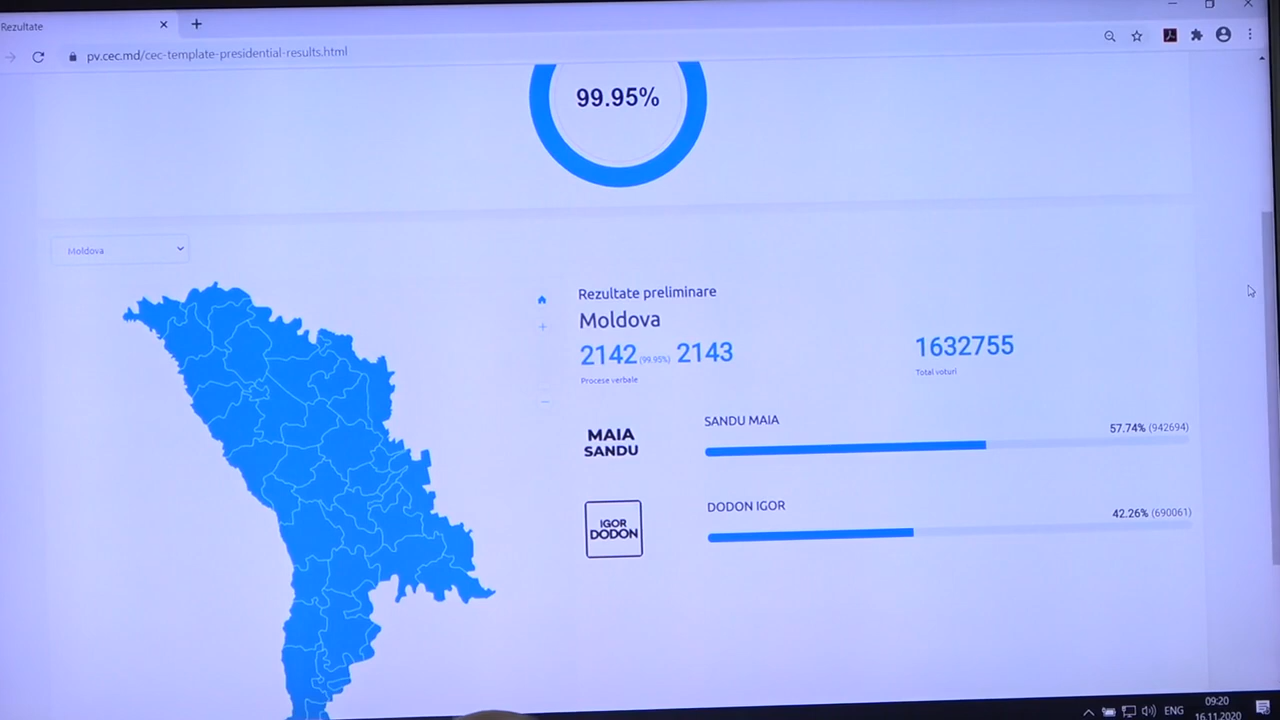 Rezultate
pv.cec.md/cec-template-presidential-results.html
99.95%
Moldova
Rezultate preliminare
Moldova
2142 (99.95%) 2143
Procese verbale
1632755
Total voturi
MAIA
SANDU
SANDU MAIA
57.74% (942694)
IGOR
DODON
DODON IGOR
42.26% (690061)
ENG
09:20
16.11.2020